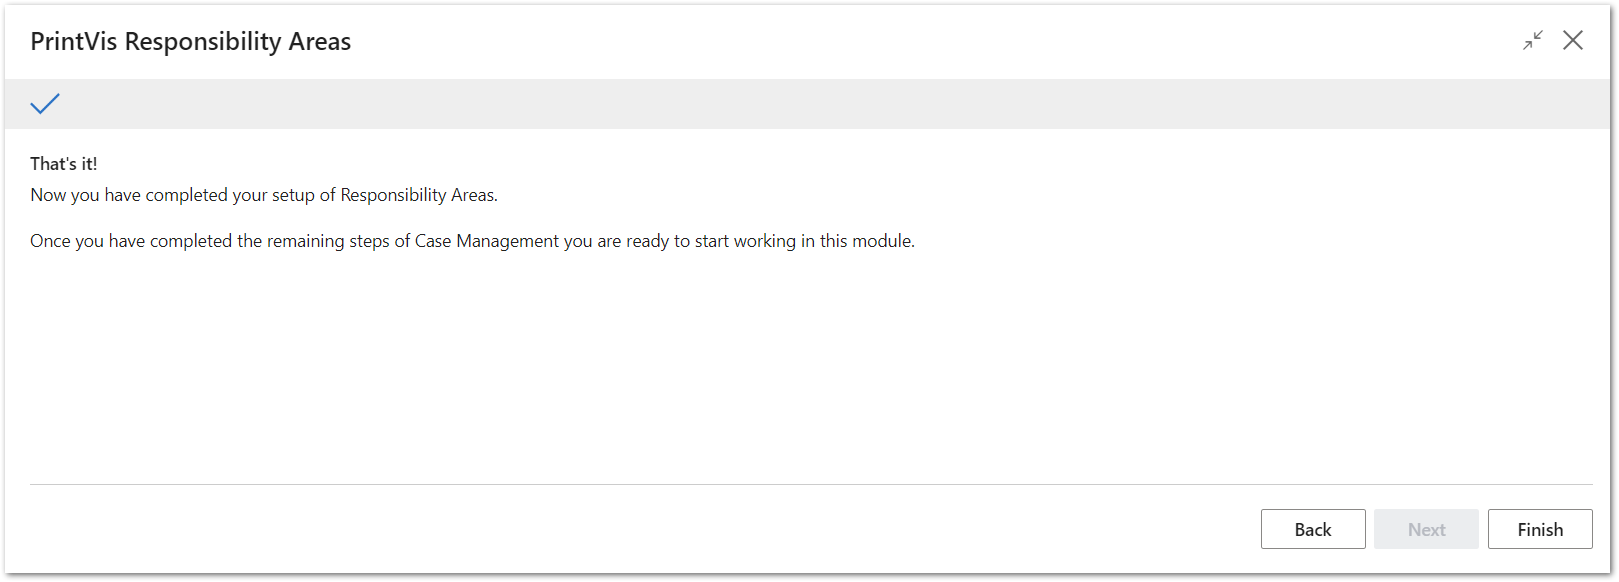 PrintVis Responsibility Areas
That's it!
Now you have completed your setup of Responsibility Areas.
Once you have completed the remaining steps of Case Management you are ready to start working in this module.
Back
Next
Finish